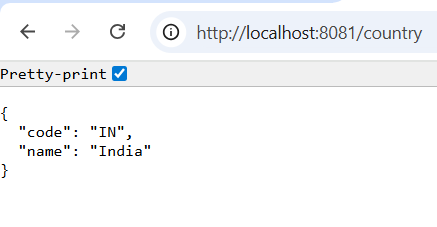 http://localhost:8081/country
Pretty-print
{
  "code": "IN",
  "name": "India"
}